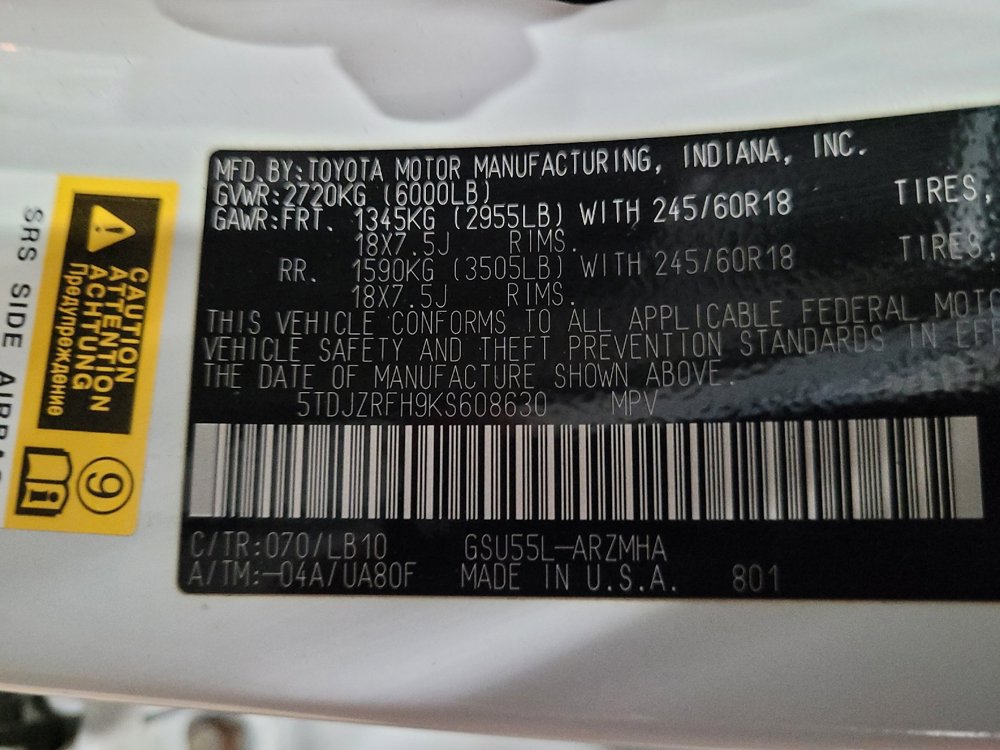 MFD.BY:TOYOTA MOTOR MANUFACTURING, INDIANA, INC.
GVWR:2720KG (6000LB)
GAWR:FRT. 1345KG (2955LB) WITH 245/60R18 TIRES,
18X7.5J RIMS.
RR. 1590KG (3505LB) WITH 245/60R18 TIRES,
18X7.5J RIMS.
THIS VEHICLE CONFORMS TO ALL APPLICABLE FEDERAL
VEHICLE SAFETY AND THEFT PREVENTION STANDARDS IN
THE DATE OF MANUFACTURE SHOWN ABOVE.
5TDJZRFH9KS608630 MPV
C/TR:070/LB10 GSU55L-ARZMHA
A/TM:-04A/UA80F MADE IN U.S.A. 801
CAUTION
ATTENTION
ACHTUNG
Предупреждение
9
SRS SIDE